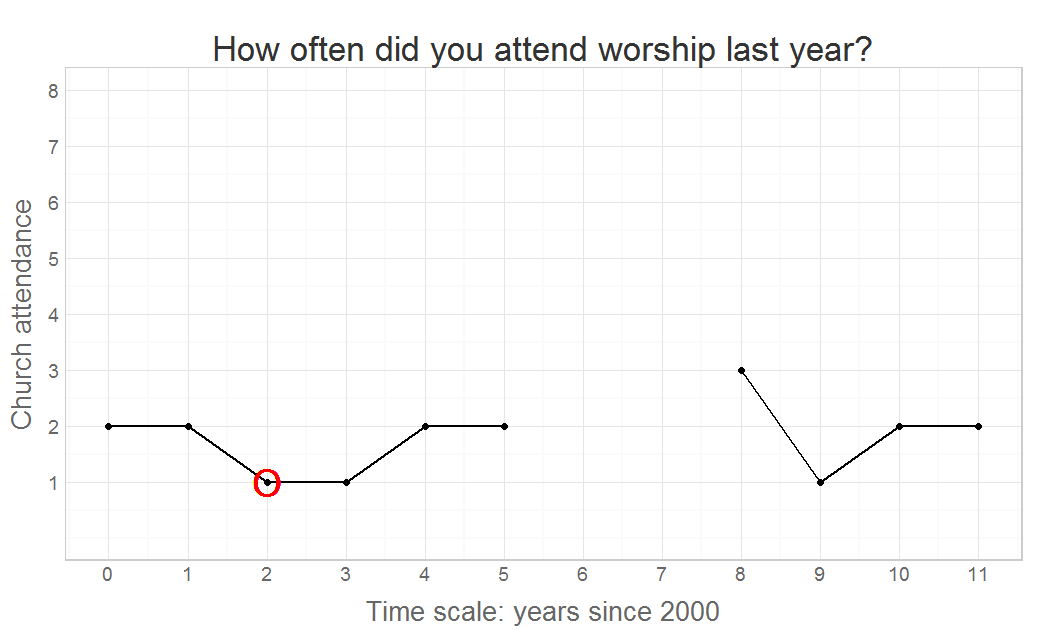 How often did you attend worship last year?
Church attendance
8
7
6
5
4
3
2
1
0 1 2 3 4 5 6 7 8 9 10 11
Time scale: years since 2000